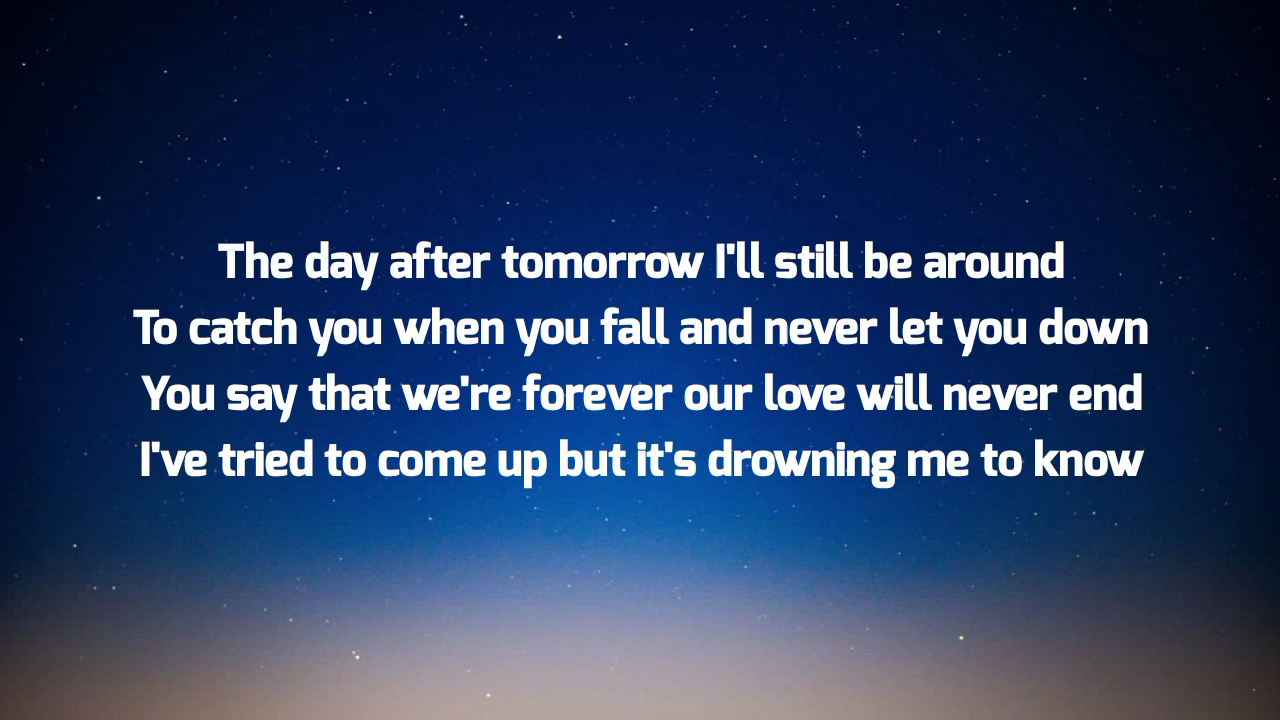 The day after tomorrow I'll still be around
To catch you when you fall and never let you down
You say that we're forever our love will never end
I've tried to come up but it's drowning me to know